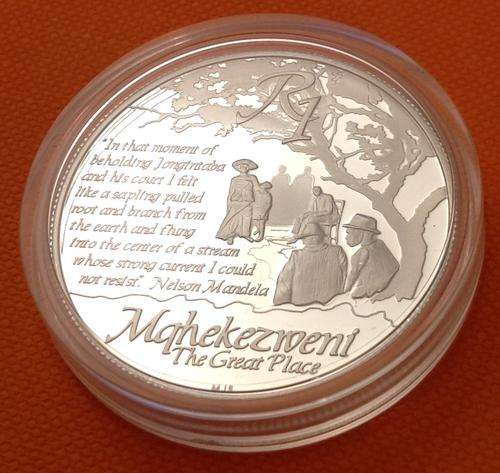 R1
"In that moment of
beholding Jongintaba
and his court I felt
like a sapling pulled
root and branch from
the earth and flung
into the center of a stream
whose strong current I could
not resist." Nelson Mandela
Mqhekezweni
The Great Place